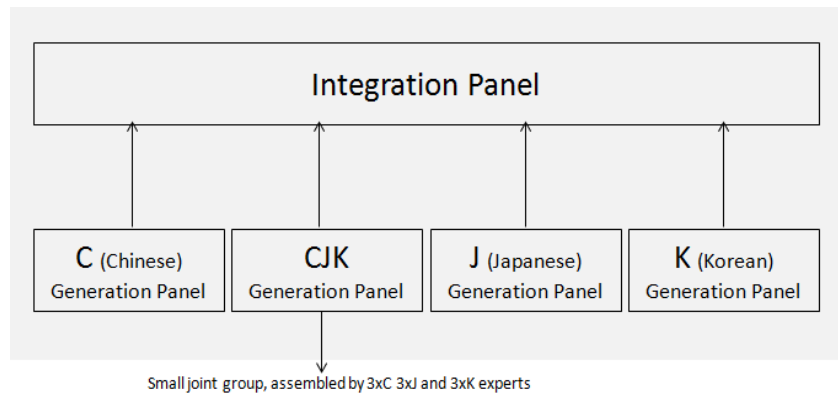 Integration Panel
C (Chinese)
Generation Panel
CJK
Generation Panel
J (Japanese)
Generation Panel
K (Korean)
Generation Panel
Small joint group, assembled by 3xC 3xJ and 3xK experts